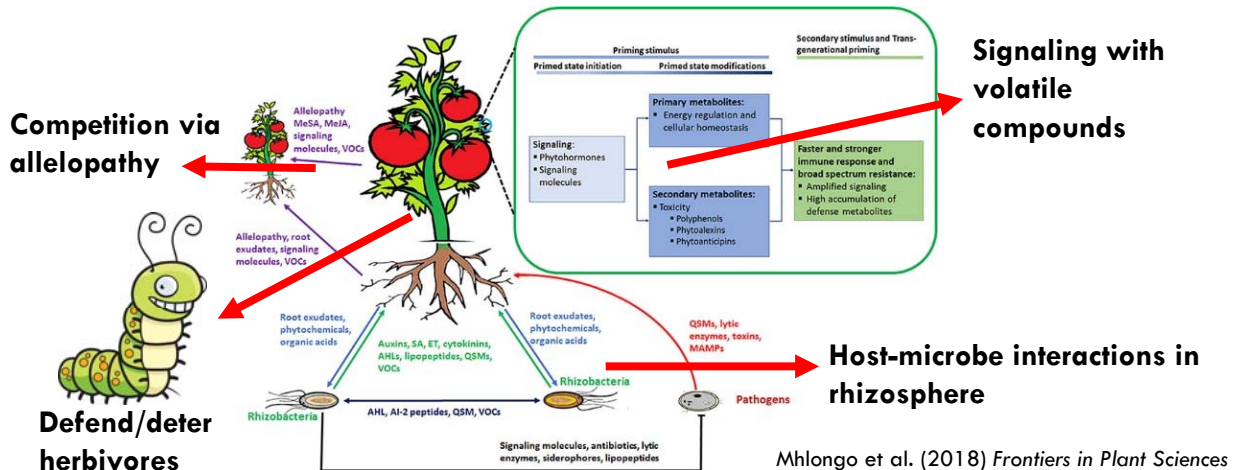 Competition via
allelopathy
Allelopathy
MeSA, MeJA,
signaling
molecules, VOCs
Priming stimulus
Secondary stimulus and Trans-
generational priming
Primed state initiation
Primed state modifications
Signaling:
▪ Phytohormones
▪ Signaling
molecules
Primary metabolites:
▪ Energy regulation and
cellular homeostasis
Secondary metabolites:
▪ Toxicity
▪ Polyphenols
▪ Phytoalexins
▪ Phytoanticipins
Faster and stronger
immune response and
broad spectrum resistance:
▪ Amplified signaling
▪ High accumulation of
defense metabolites
Signaling with
volatile
compounds
Allelopathy, root
exudates, signaling
molecules, VOCs
Defend/deter
herbivores
Root exudates,
phytochemicals,
organic acids
Auxins, SA, ET, cytokinins,
AHLs, lipopeptides, QSMs,
VOCs
Root exudates,
phytochemicals,
organic acids
QSMs, lytic
enzymes, toxins,
MAMPs
Host-microbe interactions in
rhizosphere
Rhizobacteria
AHL, AI-2 peptides, QSM, VOCs
Rhizobacteria
Pathogens
Signaling molecules, antibiotics, lytic
enzymes, siderophores, lipopeptides
Mhlongo et al. (2018) Frontiers in Plant Sciences